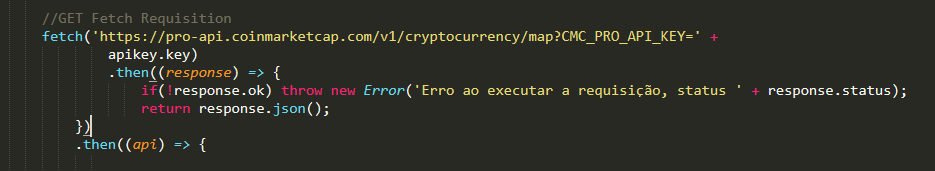 //GET Fetch Requisition
fetch('https://pro-api.coinmarketcap.com/v1/cryptocurrency/map?CMC_PRO_API_KEY=' +
apikey.key)
.then((response) => {
if(!response.ok) throw new Error('Erro ao executar a requisição, status ' + response.status);
return response.json();
})
.then((api) => {